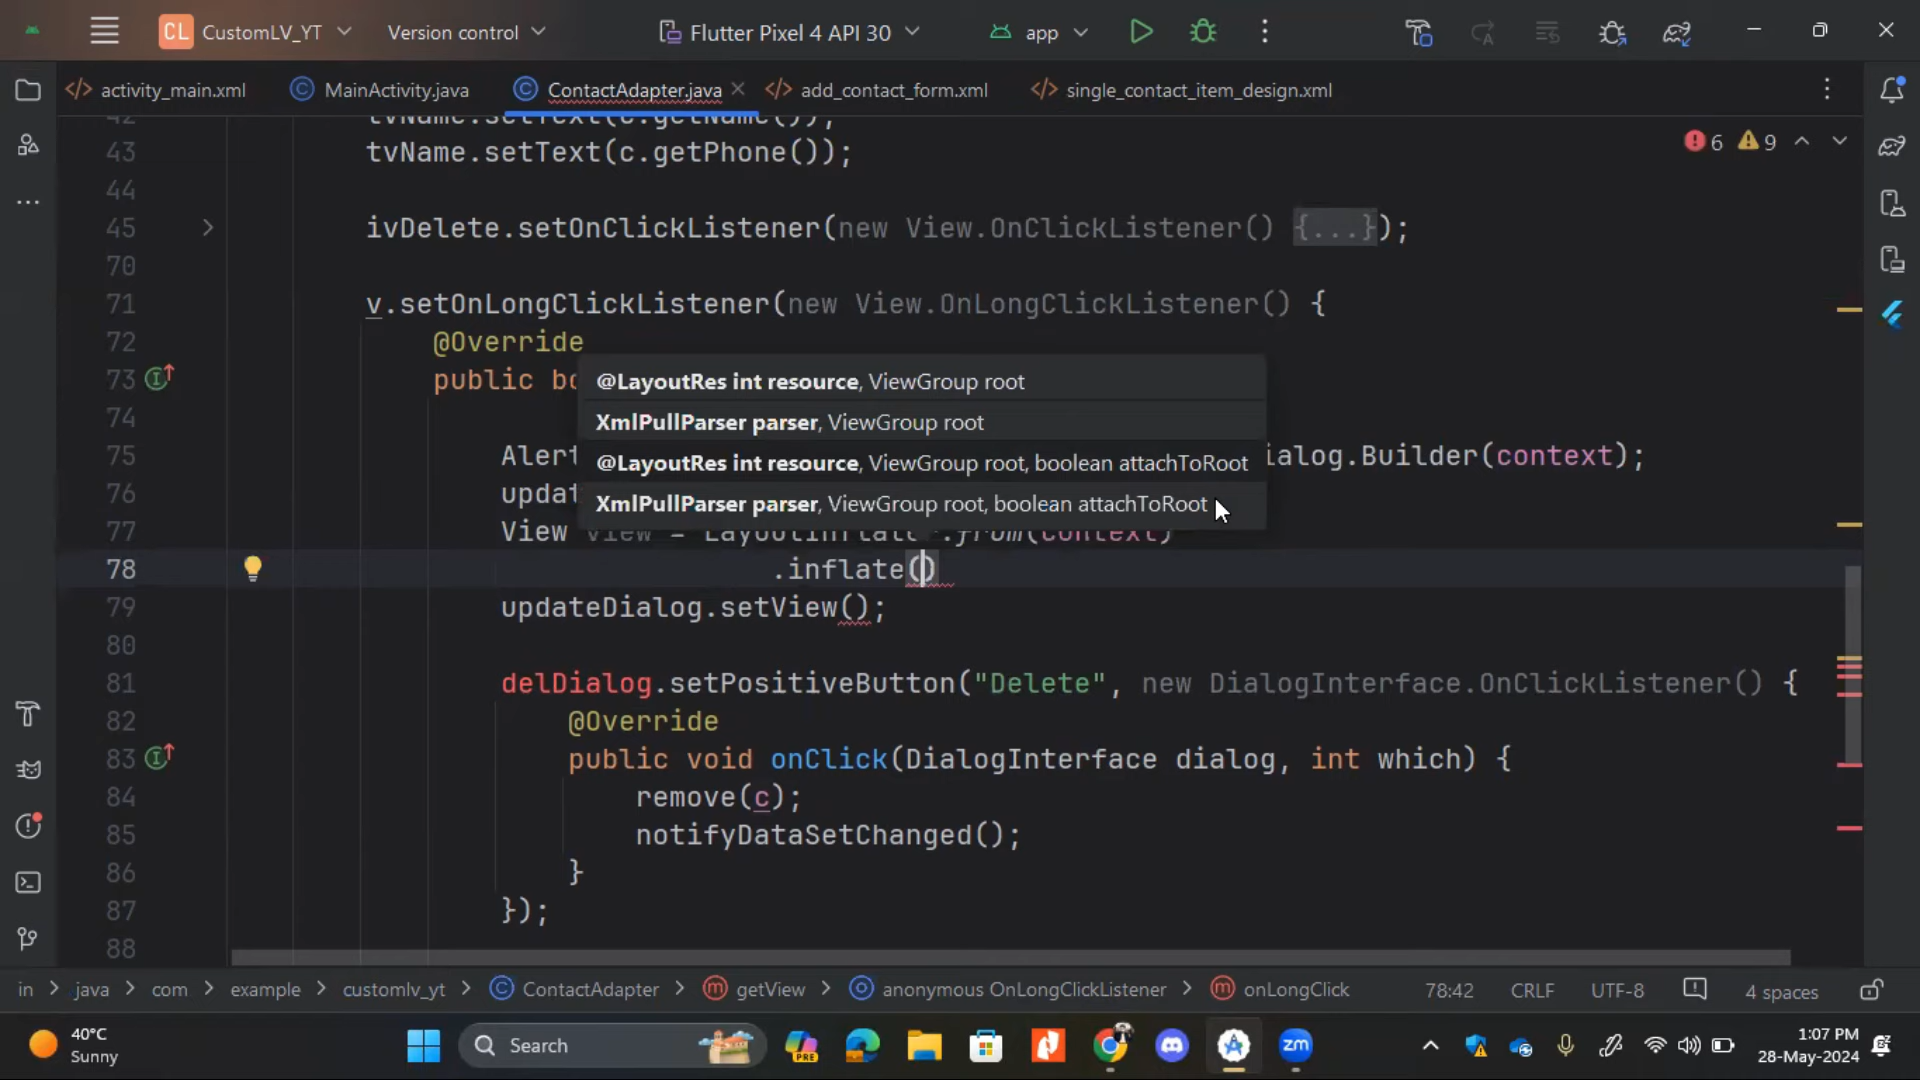 CL CustomLV_YT Version control Flutter Pixel 4 API 30 app
activity_main.xml MainActivity.java ContactAdapter.java add_contact_form.xml single_contact_item_design.xml
6 9
43 tvName.setText(c.getPhone());
44
45 ivDelete.setOnClickListener(new View.OnClickListener() {...});
70
71 v.setOnLongClickListener(new View.OnLongClickListener() {
72 @Override
73 public bo
@LayoutRes int resource, ViewGroup root
XmlPullParser parser, ViewGroup root
@LayoutRes int resource, ViewGroup root, boolean attachToRoot
XmlPullParser parser, ViewGroup root, boolean attachToRoot
74
75 Alert ialog.Builder(context);
76 updat
77 View view = LayoutInflate .from(context)
78 .inflate()
79 updateDialog.setView();
80
81 delDialog.setPositiveButton("Delete", new DialogInterface.OnClickListener() {
82 @Override
83 public void onClick(DialogInterface dialog, int which) {
84 remove(c);
85 notifyDataSetChanged();
86 }
87 });
88
in > java > com > example > customlv_yt > ContactAdapter > getView > anonymous OnLongClickListener > onLongClick 78:42 CRLF UTF-8 4 spaces
40°C
Sunny
Search
PRE
zm
1:07 PM
28-May-2024